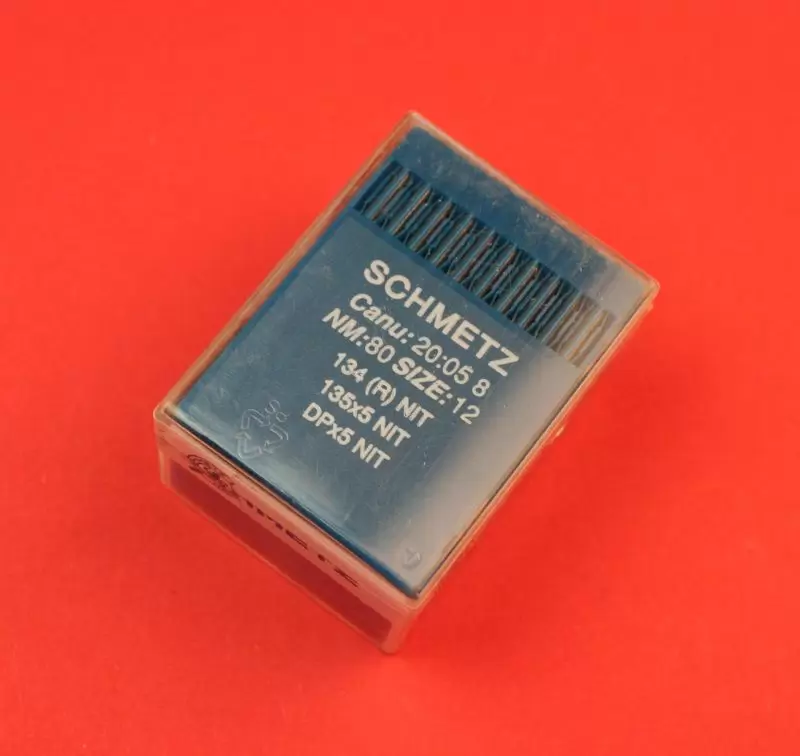 SCHMETZ
Canu: 20:05 8
NM:80 SIZE:12
134 (R) NIT
135x5 NIT
DPx5 NIT